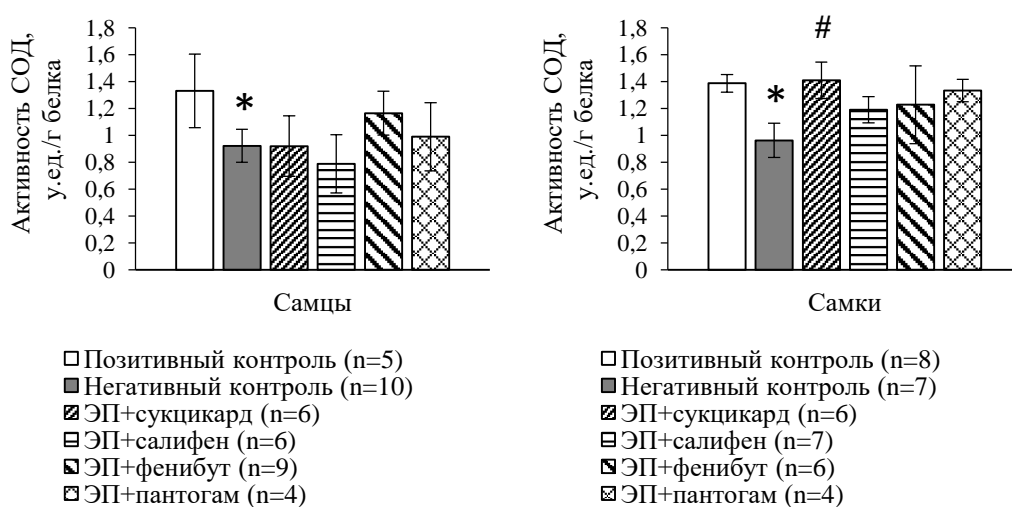 Активность СОД,
у.ед./г белка
1,8
1,6
1,4
1,2
1
0,8
0,6
0,4
0,2
0
*
Самцы
Позитивный контроль (n=5)
Негативный контроль (n=10)
ЭП+сукцикард (n=6)
ЭП+салифен (n=6)
ЭП+фенибут (n=9)
ЭП+пантогам (n=4)
Активность СОД,
у.ед./г белка
1,8
1,6
1,4
1,2
1
0,8
0,6
0,4
0,2
0
#
*
Самки
Позитивный контроль (n=8)
Негативный контроль (n=7)
ЭП+сукцикард (n=6)
ЭП+салифен (n=7)
ЭП+фенибут (n=6)
ЭП+пантогам (n=4)